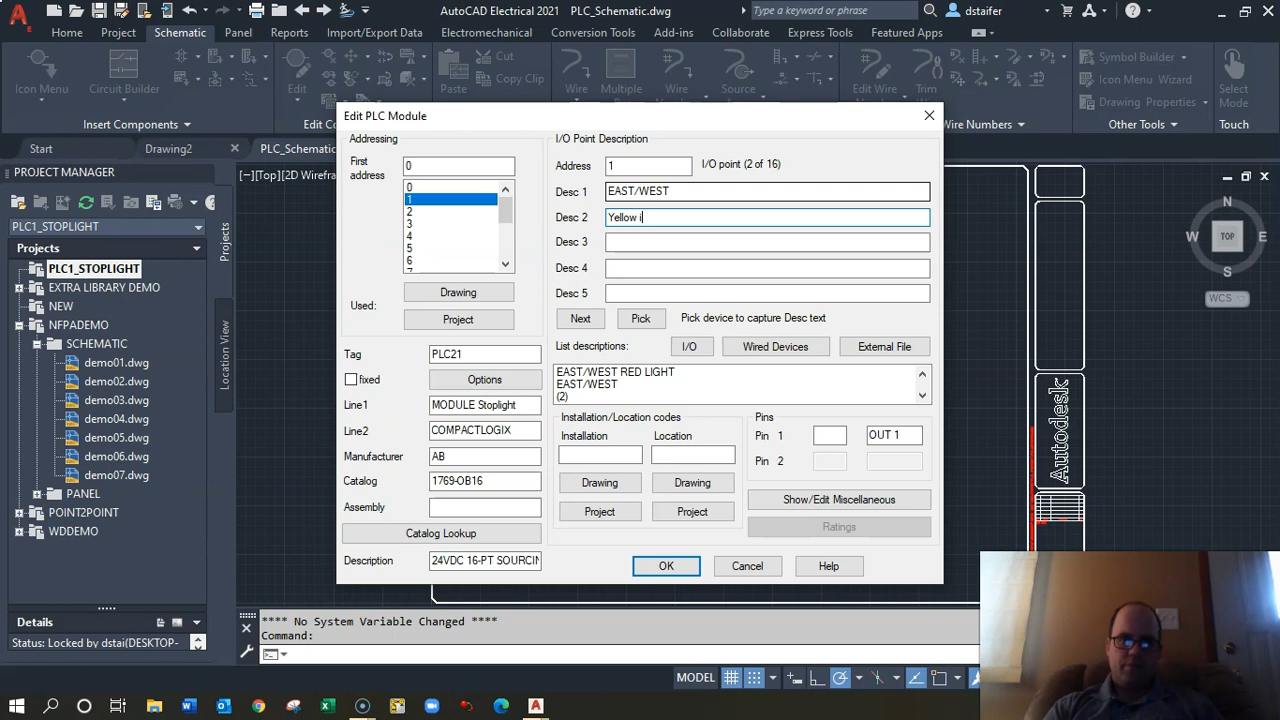 AutoCAD Electrical 2021 PLC_Schematic.dwg
Type a keyword or phrase
dstaifer
Home Project Schematic Panel Reports Import/Export Data Electromechanical Conversion Tools Add-ins Collaborate Express Tools Featured Apps
Icon Menu
Circuit Builder
Edit
Cut
Copy Clip
Paste
Wire
Multiple
Wire
Source
Edit Wire
Trim
Symbol Builder
Icon Menu Wizard
Drawing Properties
Select
Mode
Insert Components
Edit Co
Wire Numbers
Other Tools
Touch
Start
Drawing2
PLC_Schematic
PROJECT MANAGER
PLC1_STOPLIGHT
Projects
PLC1_STOPLIGHT
EXTRA LIBRARY DEMO
NEW
NFPADEMO
SCHEMATIC
demo01.dwg
demo02.dwg
demo03.dwg
demo04.dwg
demo05.dwg
demo06.dwg
demo07.dwg
PANEL
POINT2POINT
WDDEMO
Details
Status: Locked by dstai(DESKTOP-
Projects
Location View
[−][Top][2D Wirefra
Edit PLC Module
Addressing
First
address
0
0
1
2
3
4
5
6
7
Used:
Drawing
Project
Tag
PLC21
fixed
Options
Line1
MODULE Stoplight
Line2
COMPACTLOGIX
Manufacturer
AB
Catalog
1769-OB16
Assembly
Catalog Lookup
Description
24VDC 16-PT SOURCIN
I/O Point Description
Address
1
I/O point (2 of 16)
Desc 1
EAST/WEST
Desc 2
Yellow i
Desc 3
Desc 4
Desc 5
Next
Pick
Pick device to capture Desc text
List descriptions:
I/O
Wired Devices
External File
EAST/WEST RED LIGHT
EAST/WEST
(2)
Installation/Location codes
Installation
Location
Drawing
Drawing
Project
Project
Pins
Pin 1
OUT 1
Pin 2
Show/Edit Miscellaneous
Ratings
OK
Cancel
Help
N
W
TOP
E
S
WCS
Autodesk
**** No System Variable Changed ****
Command:
MODEL